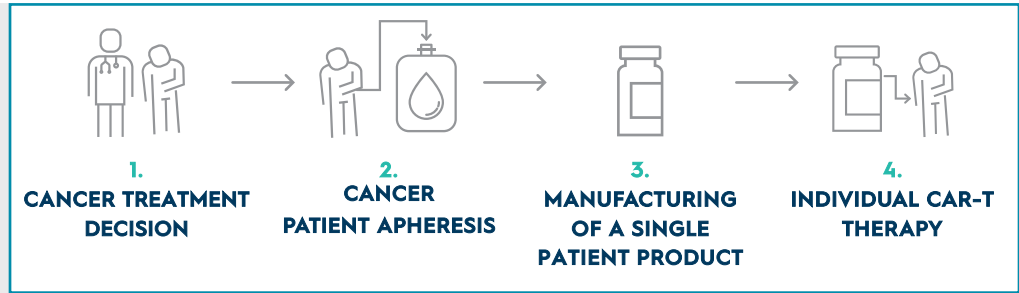 1.
CANCER TREATMENT
DECISION
2.
CANCER
PATIENT APHERESIS
3.
MANUFACTURING
OF A SINGLE
PATIENT PRODUCT
4.
INDIVIDUAL CAR-T
THERAPY